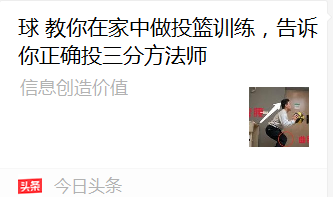 球 教你在家中做投篮训练，告诉
你正确投三分方法师
信息创造价值
头条
今日头条